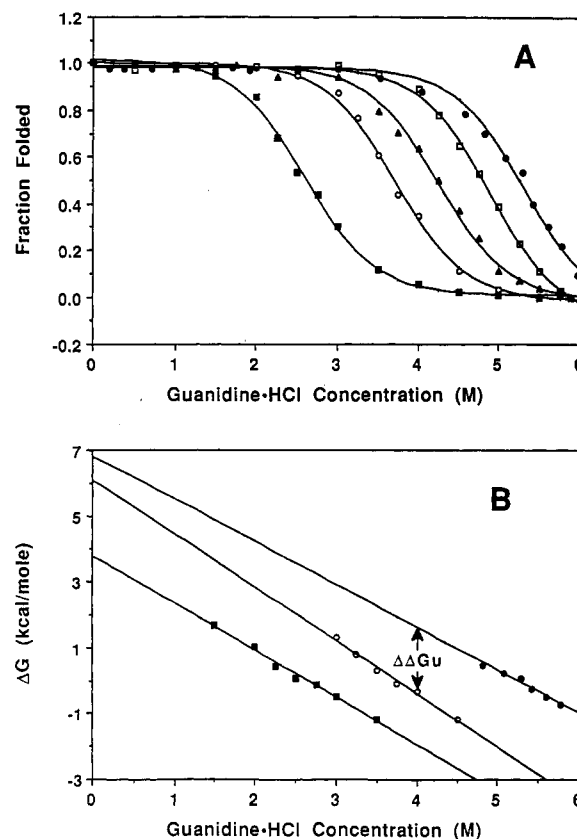 A
Fraction Folded
1.2
1.0
0.8
0.6
0.4
0.2
0.0
-0.2
0 1 2 3 4 5 6
Guanidine•HCl Concentration (M)
B
ΔG (kcal/mole)
7
5
3
1
-1
-3
ΔΔGu
0 1 2 3 4 5 6
Guanidine•HCl Concentration (M)